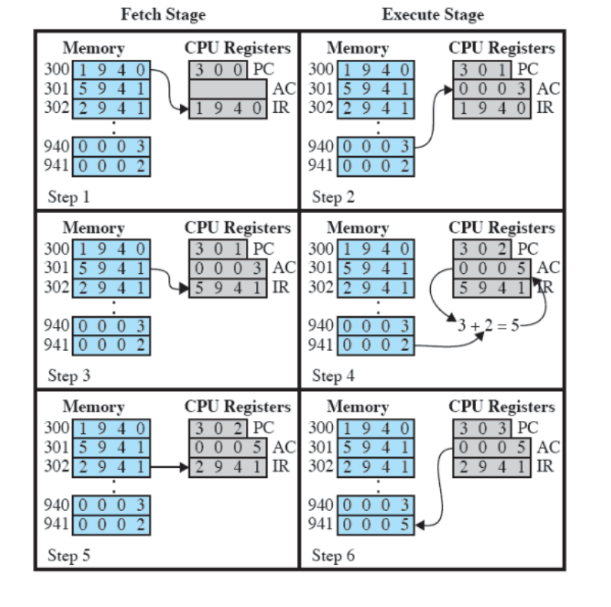 Fetch Stage Execute Stage
Memory CPU Registers Memory CPU Registers
300 1 9 4 0 3 0 0 PC 300 1 9 4 0 3 0 1 PC
301 5 9 4 1 AC 301 5 9 4 1 0 0 0 3 AC
302 2 9 4 1 1 9 4 0 IR 302 2 9 4 1 1 9 4 0 IR
940 0 0 0 3 940 0 0 0 3
941 0 0 0 2 941 0 0 0 2
Step 1 Step 2
Memory CPU Registers Memory CPU Registers
300 1 9 4 0 3 0 1 PC 300 1 9 4 0 3 0 2 PC
301 5 9 4 1 0 0 0 3 AC 301 5 9 4 1 0 0 0 5 AC
302 2 9 4 1 5 9 4 1 IR 302 2 9 4 1 5 9 4 1 IR
940 0 0 0 3 940 0 0 0 3 3 + 2 = 5
941 0 0 0 2 941 0 0 0 2
Step 3 Step 4
Memory CPU Registers Memory CPU Registers
300 1 9 4 0 3 0 2 PC 300 1 9 4 0 3 0 3 PC
301 5 9 4 1 0 0 0 5 AC 301 5 9 4 1 0 0 0 5 AC
302 2 9 4 1 2 9 4 1 IR 302 2 9 4 1 2 9 4 1 IR
940 0 0 0 3 940 0 0 0 3
941 0 0 0 2 941 0 0 0 5
Step 5 Step 6